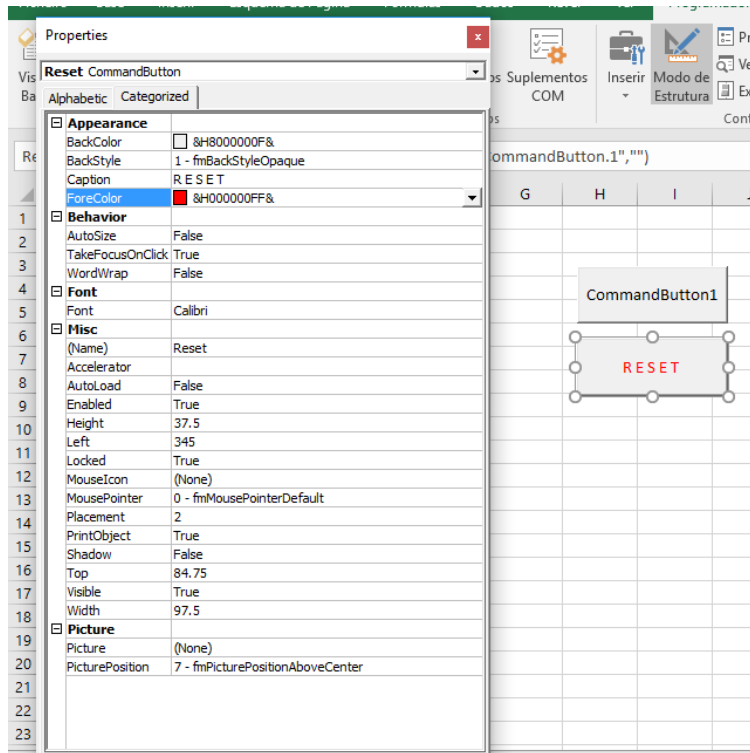 Properties
x
Reset CommandButton
Alphabetic Categorized
Appearance
BackColor &H8000000F&
BackStyle 1 - fmBackStyleOpaque
Caption R E S E T
ForeColor &H000000FF&
Behavior
AutoSize False
TakeFocusOnClick True
WordWrap False
Font
Font Calibri
Misc
(Name) Reset
Accelerator
AutoLoad False
Enabled True
Height 37.5
Left 345
Locked True
MouseIcon (None)
MousePointer 0 - fmMousePointerDefault
Placement 2
PrintObject True
Shadow False
Top 84.75
Visible True
Width 97.5
Picture
Picture (None)
PicturePosition 7 - fmPicturePositionAboveCenter
Suplementos
COM
Inserir
Modo de
Estrutura
ommandButton.1","")
G H I
1
2
3
4
5
6
7
8
9
10
11
12
13
14
15
16
17
18
19
20
21
22
23
CommandButton1
R E S E T